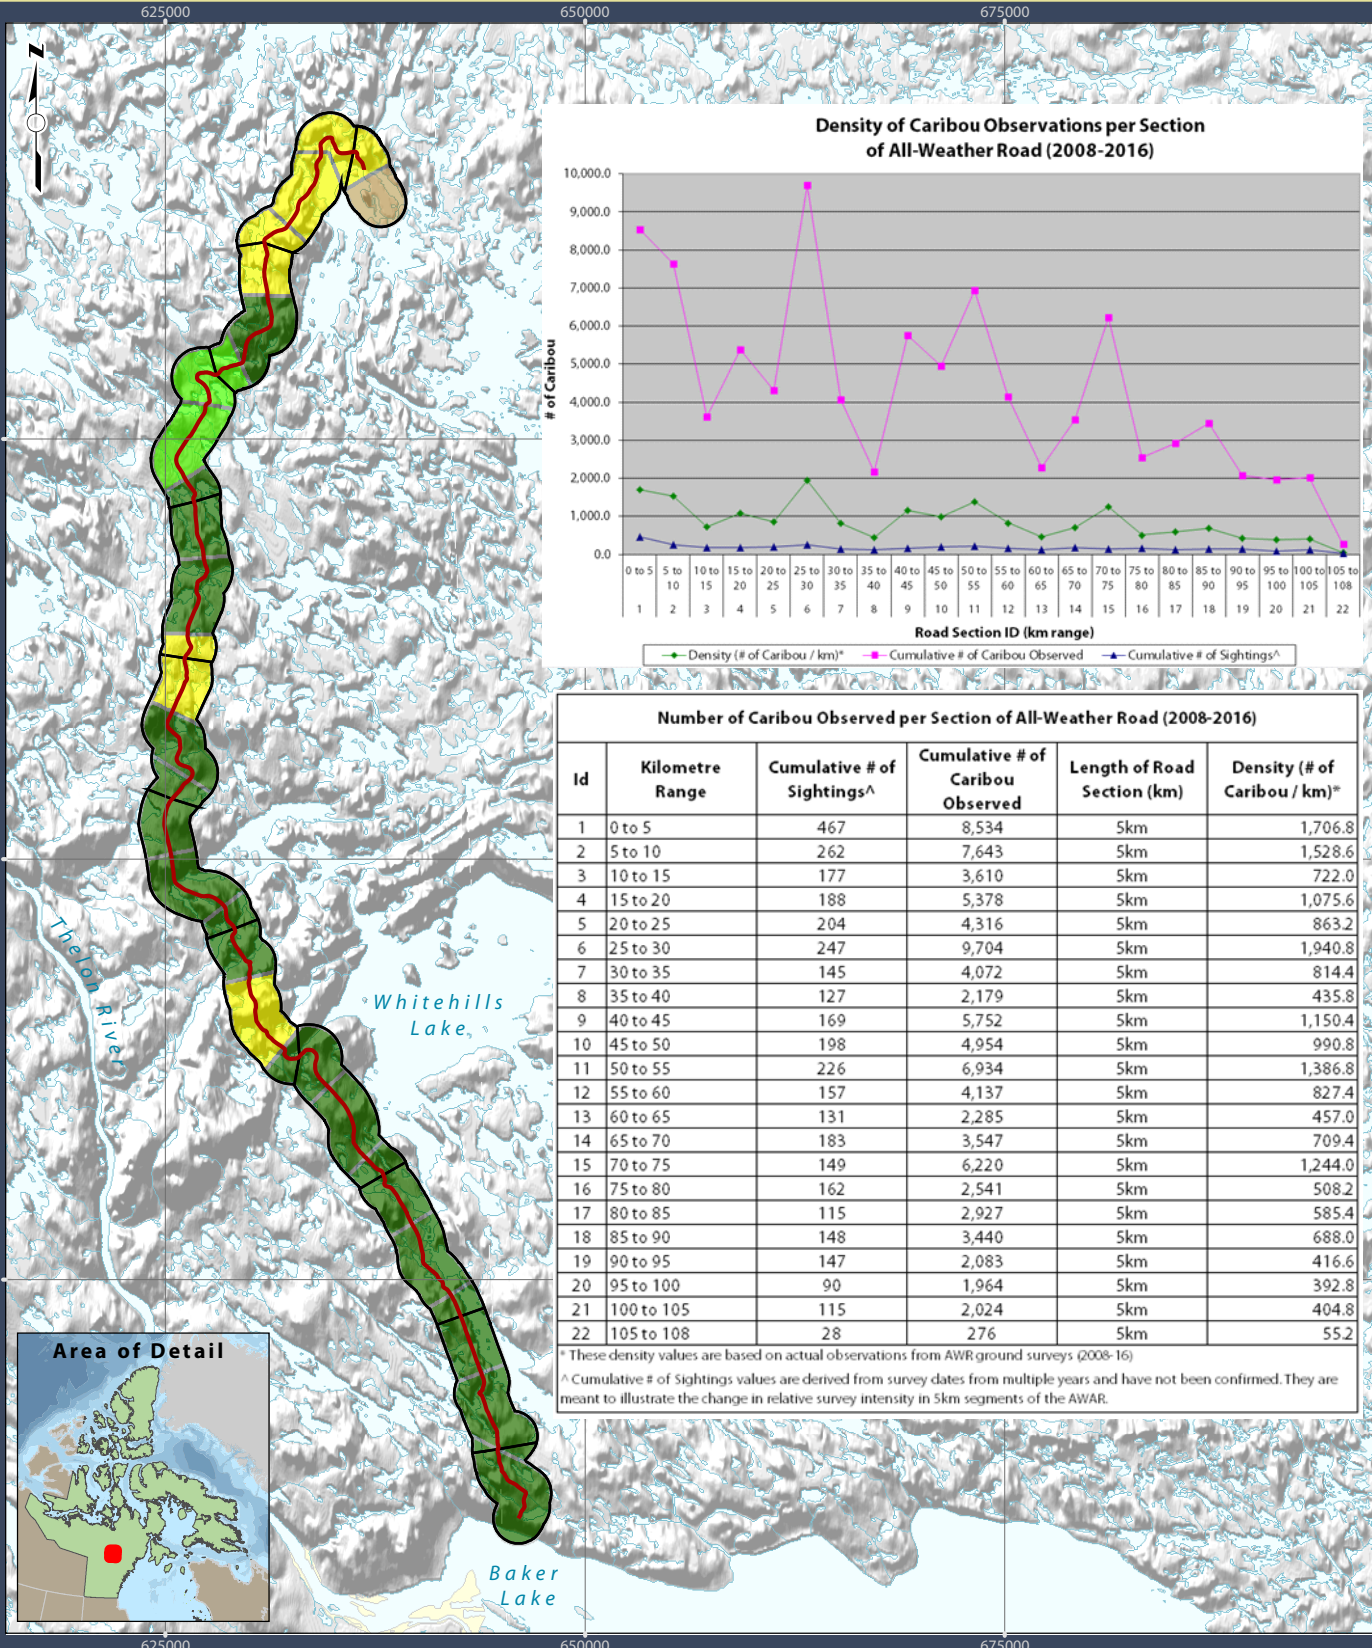 625000
650000
675000
N
Density of Caribou Observations per Section
of All-Weather Road (2008-2016)
# of Caribou
10,000.0
9,000.0
8,000.0
7,000.0
6,000.0
5,000.0
4,000.0
3,000.0
2,000.0
1,000.0
0.0
0 to 5 5 to 10 10 to 15 15 to 20 20 to 25 25 to 30 30 to 35 35 to 40 40 to 45 45 to 50 50 to 55 55 to 60 60 to 65 65 to 70 70 to 75 75 to 80 80 to 85 85 to 90 90 to 95 95 to 100 100 to 105 105 to 108
1 2 3 4 5 6 7 8 9 10 11 12 13 14 15 16 17 18 19 20 21 22
Road Section ID (km range)
Density (# of Caribou / km)* Cumulative # of Caribou Observed Cumulative # of Sightings^
Number of Caribou Observed per Section of All-Weather Road (2008-2016)
Id Kilometre Range Cumulative # of Sightings^ Cumulative # of Caribou Observed Length of Road Section (km) Density (# of Caribou / km)*
1 0 to 5 467 8,534 5km 1,706.8
2 5 to 10 262 7,643 5km 1,528.6
3 10 to 15 177 3,610 5km 722.0
4 15 to 20 188 5,378 5km 1,075.6
5 20 to 25 204 4,316 5km 863.2
6 25 to 30 247 9,704 5km 1,940.8
7 30 to 35 145 4,072 5km 814.4
8 35 to 40 127 2,179 5km 435.8
9 40 to 45 169 5,752 5km 1,150.4
10 45 to 50 198 4,954 5km 990.8
11 50 to 55 226 6,934 5km 1,386.8
12 55 to 60 157 4,137 5km 827.4
13 60 to 65 131 2,285 5km 457.0
14 65 to 70 183 3,547 5km 709.4
15 70 to 75 149 6,220 5km 1,244.0
16 75 to 80 162 2,541 5km 508.2
17 80 to 85 115 2,927 5km 585.4
18 85 to 90 148 3,440 5km 688.0
19 90 to 95 147 2,083 5km 416.6
20 95 to 100 90 1,964 5km 392.8
21 100 to 105 115 2,024 5km 404.8
22 105 to 108 28 276 5km 55.2
* These density values are based on actual observations from AWR ground surveys (2008-16)
^ Cumulative # of Sightings values are derived from survey dates from multiple years and have not been confirmed. They are
meant to illustrate the change in relative survey intensity in 5km segments of the AWAR.
Thelon River
Whitehills
Lake
Area of Detail
Baker
Lake
625000
650000
675000